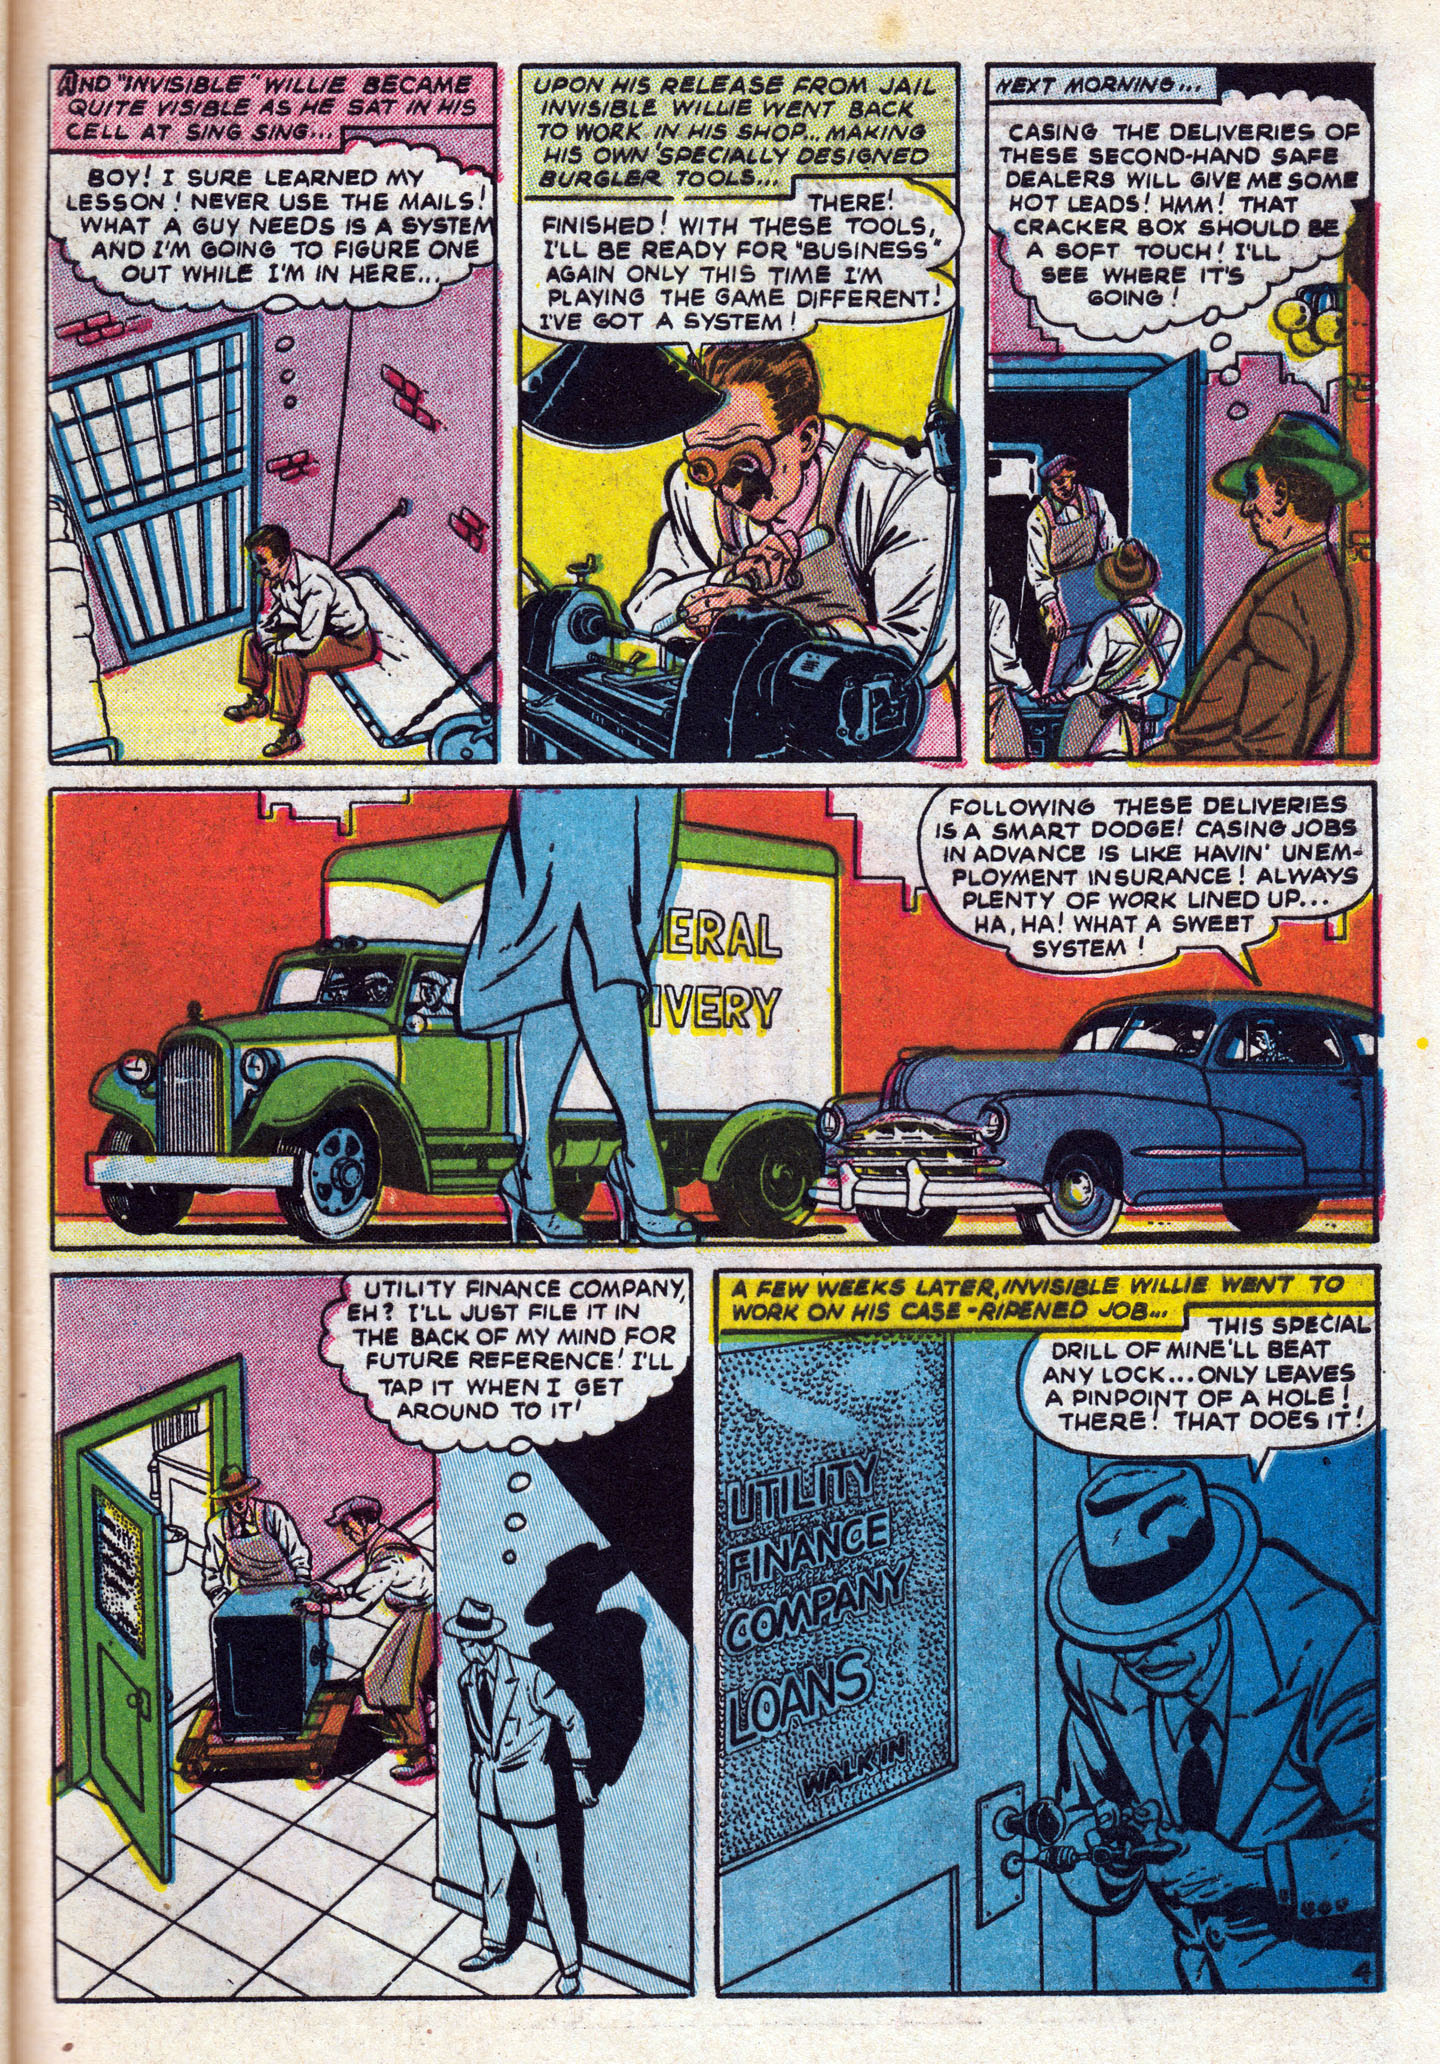 AND "INVISIBLE" WILLIE BECAME
QUITE VISIBLE AS HE SAT IN HIS
CELL AT SING SING...
BOY! I SURE LEARNED MY
LESSON! NEVER USE THE MAILS!
WHAT A GUY NEEDS IS A SYSTEM
AND I'M GOING TO FIGURE ONE
OUT WHILE I'M IN HERE...
UPON HIS RELEASE FROM JAIL
INVISIBLE WILLIE WENT BACK
TO WORK IN HIS SHOP... MAKING
HIS OWN SPECIALLY DESIGNED
BURGLER TOOLS...
THERE!
FINISHED! WITH THESE TOOLS,
I'LL BE READY FOR "BUSINESS"
AGAIN ONLY THIS TIME I'M
PLAYING THE GAME DIFFERENT!
I'VE GOT A SYSTEM!
NEXT MORNING...
CASING THE DELIVERIES OF
THESE SECOND-HAND SAFE
DEALERS WILL GIVE ME SOME
HOT LEADS! HMM! THAT
CRACKER BOX SHOULD BE
A SOFT TOUCH! I'LL
SEE WHERE IT'S
GOING!
FOLLOWING THESE DELIVERIES
IS A SMART DODGE! CASING JOBS
IN ADVANCE IS LIKE HAVIN' UNEM-
PLOYMENT INSURANCE! ALWAYS
PLENTY OF WORK LINED UP...
HA, HA! WHAT A SWEET
SYSTEM!
ERAL
IVERY
UTILITY FINANCE COMPANY,
EH? I'LL JUST FILE IT IN
THE BACK OF MY MIND FOR
FUTURE REFERENCE! I'LL
TAP IT WHEN I GET
AROUND TO IT!
A FEW WEEKS LATER, INVISIBLE WILLIE WENT TO
WORK ON HIS CASE-RIPENED JOB...
THIS SPECIAL
DRILL OF MINE'LL BEAT
ANY LOCK... ONLY LEAVES
A PINPOINT OF A HOLE!
THERE! THAT DOES IT!
UTILITY
FINANCE
COMPANY
LOANS
WALK IN
4